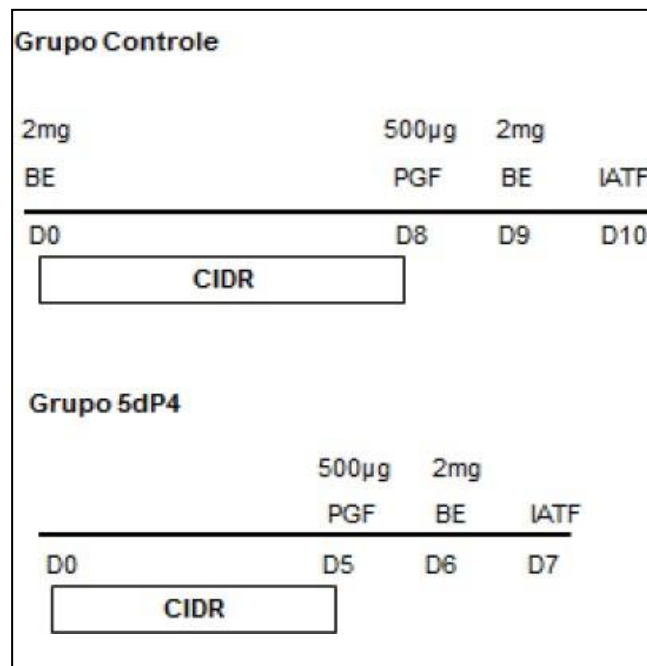 Grupo Controle
2mg 500µg 2mg
BE PGF BE IATF
D0 D8 D9 D10
CIDR
Grupo 5dP4
500µg 2mg
PGF BE IATF
D0 D5 D6 D7
CIDR